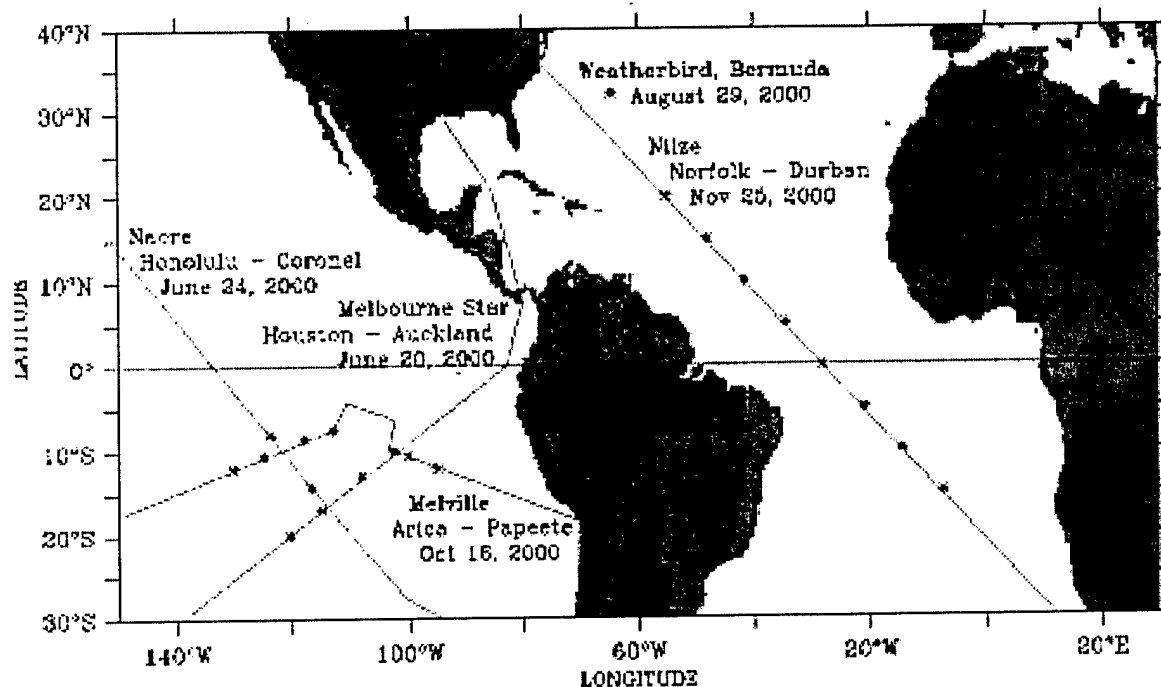 40°N
30°N
20°N
10°N
0°
10°S
20°S
30°S
LATITUDE
Weatherbird, Bermuda
August 29, 2000
Nilze
Norfolk - Durban
Nov 25, 2000
Nacre
Honolulu - Coronel
June 24, 2000
Melbourne Star
Houston - Auckland
June 20, 2000
Melville
Arica - Papeete
Oct 16, 2000
140°W
100°W
60°W
20°W
20°E
LONGITUDE